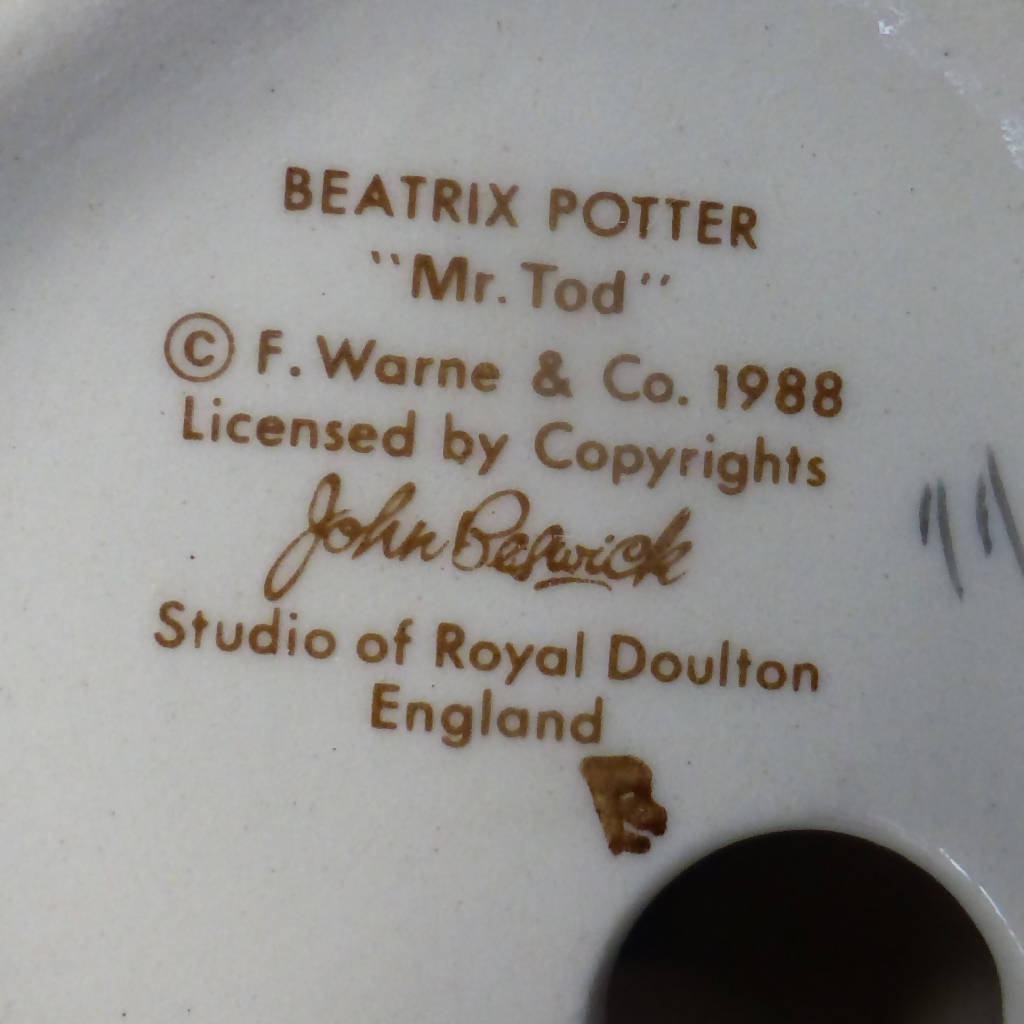 BEATRIX POTTER
"Mr. Tod"
© F. Warne & Co. 1988
Licensed by Copyrights
John Beswick
Studio of Royal Doulton
England